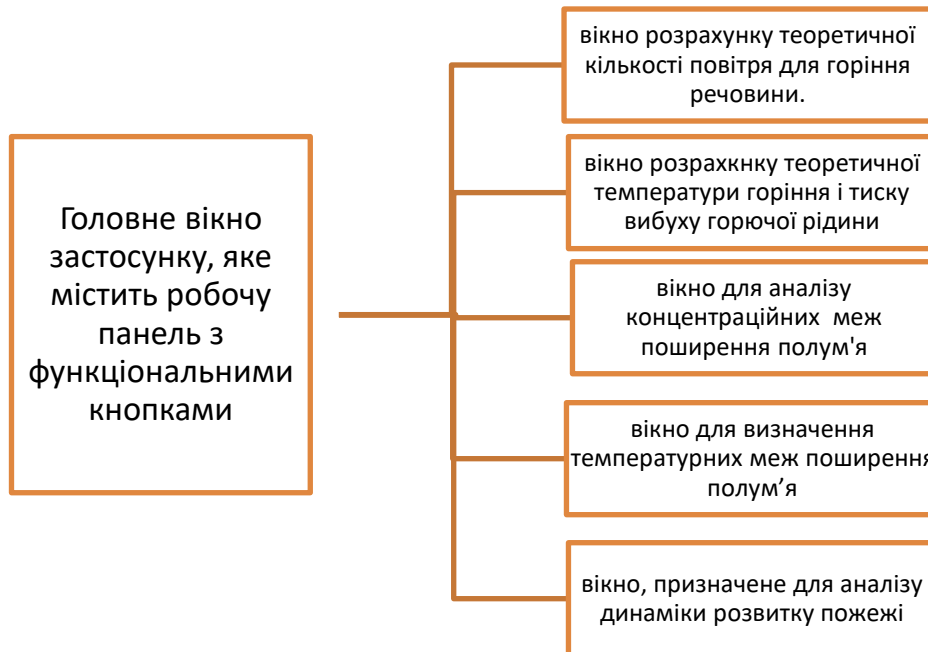 Головне вікно
застосунку, яке
містить робочу
панель з
функціональними
кнопками
вікно розрахунку теоретичної
кількості повітря для горіння
речовини.
вікно розрахкнку теоретичної
температури горіння і тиску
вибуху горючої рідини
вікно для аналізу
концентраційних  меж
поширення полум'я
вікно для визначення
температурних меж поширення
полум’я
вікно, призначене для аналізу
динаміки розвитку пожежі